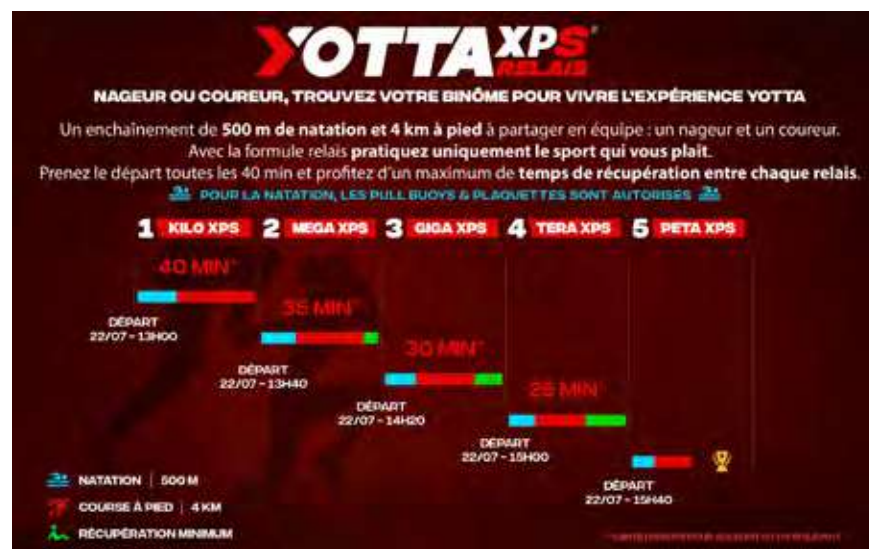 YOTTA XPS
RELAIS
NAGEUR OU COUREUR, TROUVEZ VOTRE BINÔME POUR VIVRE L'EXPÉRIENCE YOTTA
Un enchaînement de 500 m de natation et 4 km à pied à partager en équipe : un nageur et un coureur.
Avec la formule relais pratiquez uniquement le sport qui vous plait.
Prenez le départ toutes les 40 min et profitez d'un maximum de temps de récupération entre chaque relais.
POUR LA NATATION, LES PULL BUOYS & PLAQUETTES SONT AUTORISÉS
1 KILO XPS 2 MEGA XPS 3 GIGA XPS 4 TERA XPS 5 PETA XPS
40 MIN*
DÉPART
22/07 - 13H00
35 MIN*
DÉPART
22/07 - 13H40
30 MIN*
DÉPART
22/07 - 14H20
25 MIN*
DÉPART
22/07 - 15H00
DÉPART
22/07 - 15H40
NATATION | 500 M
COURSE À PIED | 4 KM
RÉCUPÉRATION MINIMUM